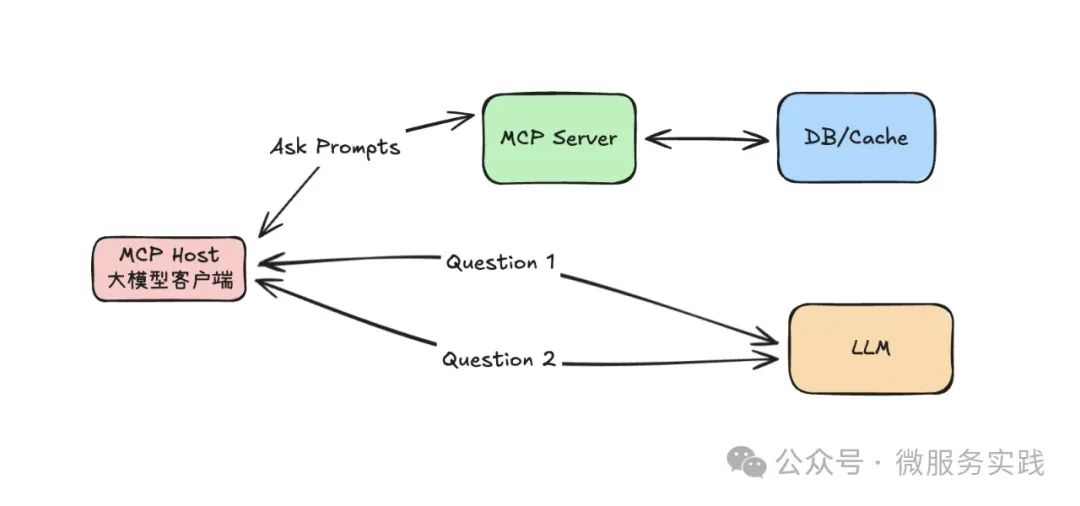 MCP Server
DB/Cache
Ask Prompts
MCP Host
大模型客户端
Question 1
Question 2
LLM
公众号·微服务实践